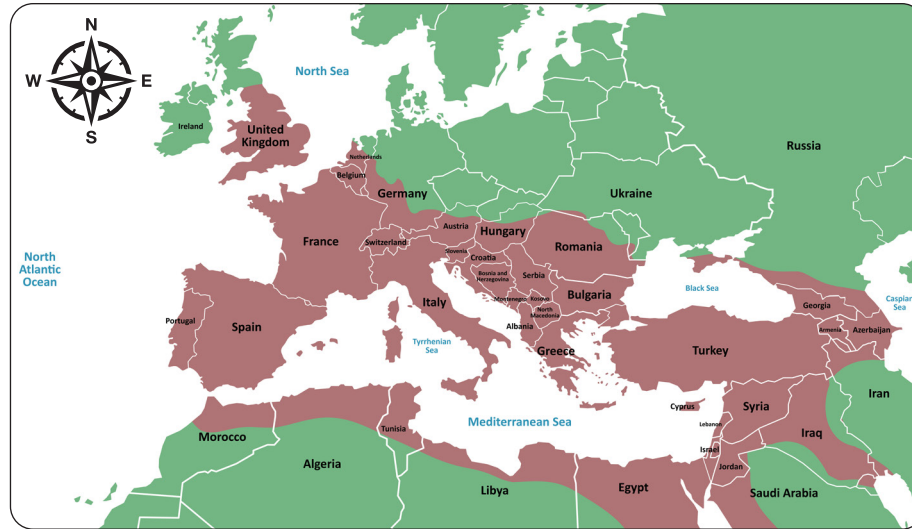 N
W
E
S
North Sea
Ireland
United
Kingdom
Netherlands
Belgium
Germany
Russia
Ukraine
North
Atlantic
Ocean
France
Switzerland
Austria
Hungary
Slovenia
Croatia
Romania
Bosnia and
Herzegovina
Serbia
Montenegro
Kosovo
Bulgaria
North
Macedonia
Albania
Italy
Greece
Tyrrhenian
Sea
Portugal
Spain
Black Sea
Georgia
Armenia
Azerbaijan
Caspian
Sea
Turkey
Iran
Mediterranean Sea
Cyprus
Syria
Lebanon
Iraq
Israel
Jordan
Morocco
Tunisia
Algeria
Libya
Egypt
Saudi Arabia